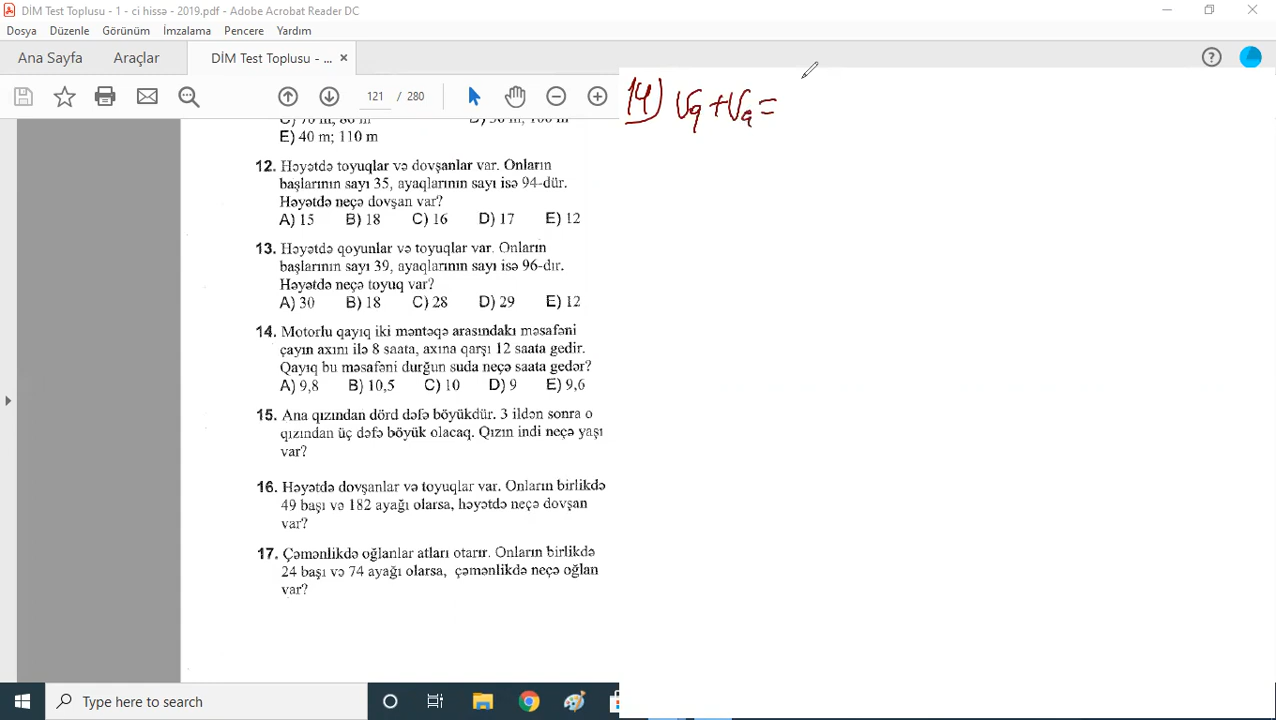 DİM Test Toplusu - 1 - ci hissə - 2019.pdf - Adobe Acrobat Reader DC
Dosya Düzenle Görünüm İmzalama Pencere Yardım
Ana Sayfa Araçlar DİM Test Toplusu - ... ×
121 / 280
E) 40 m; 110 m
12. Həyətdə toyuqlar və dovşanlar var. Onların
başlarının sayı 35, ayaqlarının sayı isə 94-dür.
Həyətdə neçə dovşan var?
A) 15 B) 18 C) 16 D) 17 E) 12
13. Həyətdə qoyunlar və toyuqlar var. Onların
başlarının sayı 39, ayaqlarının sayı isə 96-dır.
Həyətdə neçə toyuq var?
A) 30 B) 18 C) 28 D) 29 E) 12
14. Motorlu qayıq iki məntəqə arasındakı məsafəni
çayın axını ilə 8 saata, axına qarşı 12 saata gedir.
Qayıq bu məsafəni durğun suda neçə saata gedər?
A) 9,8 B) 10,5 C) 10 D) 9 E) 9,6
15. Ana qızından dörd dəfə böyükdür. 3 ildən sonra o
qızından üç dəfə böyük olacaq. Qızın indi neçə yaşı
var?
16. Həyətdə dovşanlar və toyuqlar var. Onların birlikdə
49 başı və 182 ayağı olarsa, həyətdə neçə dovşan
var?
17. Çəmənlikdə oğlanlar atları otarır. Onların birlikdə
24 başı və 74 ayağı olarsa, çəmənlikdə neçə oğlan
var?
14) Vq + Va =
Type here to search